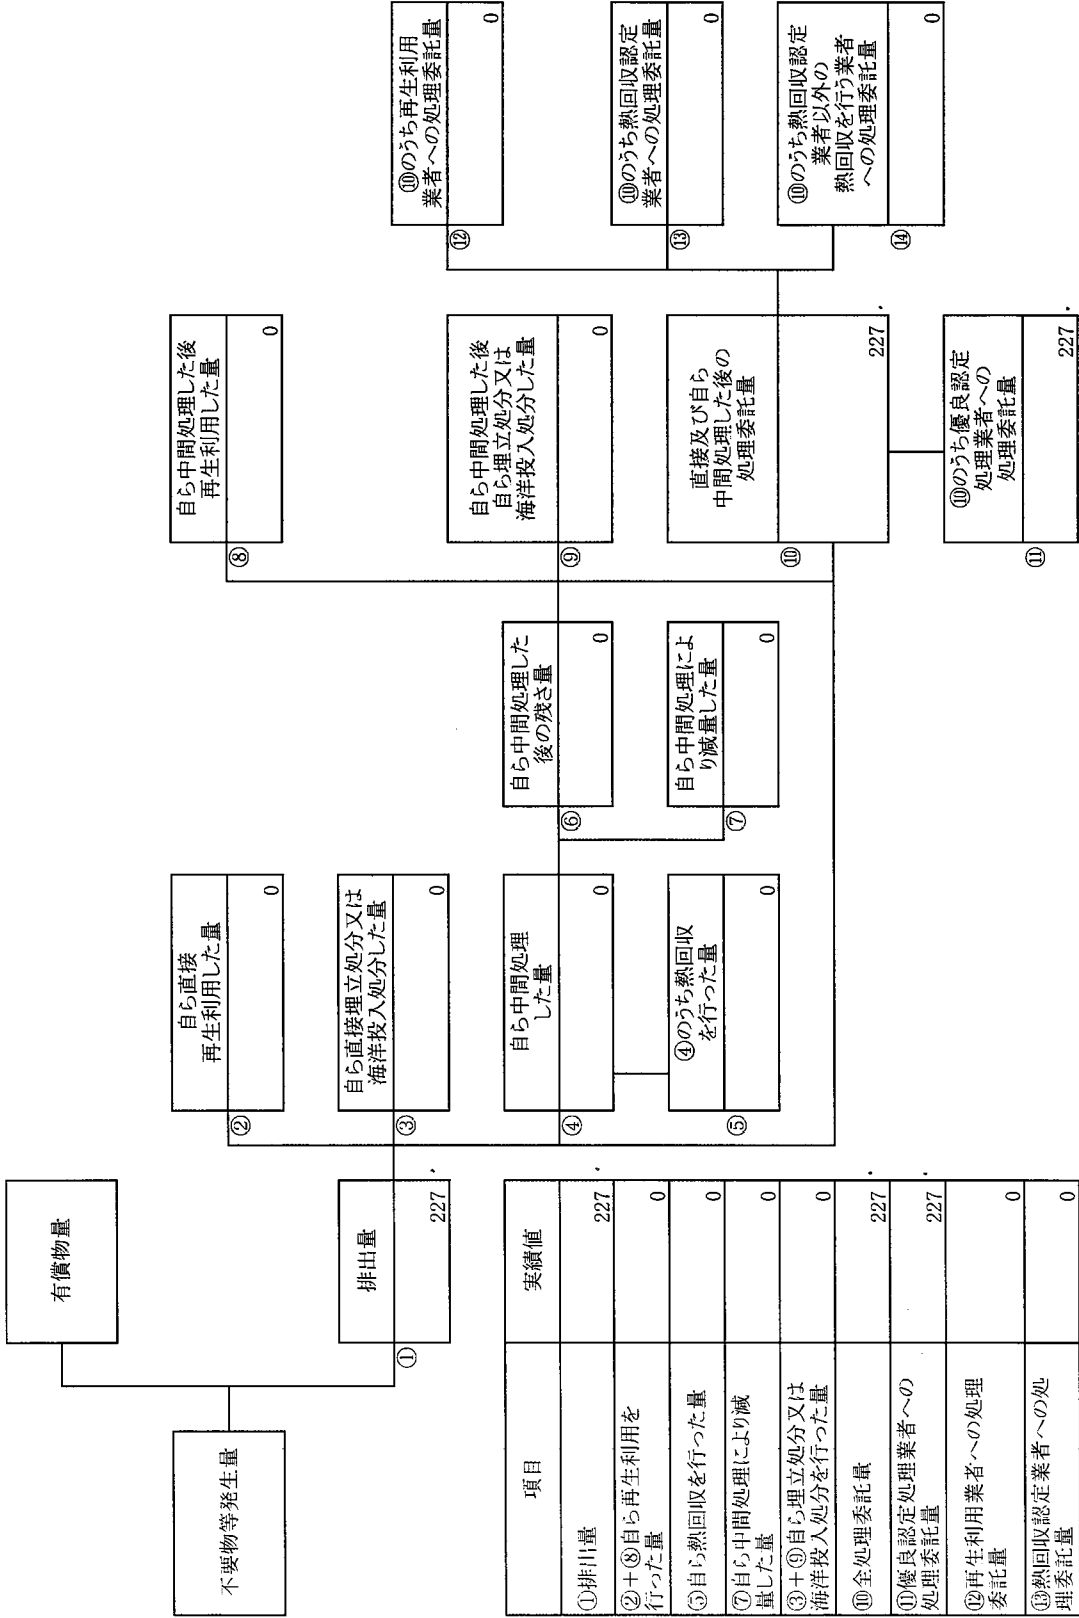 不要物等発生量
有償物量
①
排出量
227
②
自ら直接
再生利用した量
0
③
自ら直接埋立処分又は
海洋投入処分した量
0
④
自ら中間処理
した量
0
⑤
④のうち熱回収
を行った量
0
⑥
自ら中間処理した
後の残さ量
0
⑦
自ら中間処理によ
り減量した量
0
⑧
自ら中間処理した後
再生利用した量
0
⑨
自ら中間処理した後
自ら埋立処分又は
海洋投入処分した量
0
⑩
直接及び自ら
中間処理した後の
処理委託量
227
⑪
⑩のうち優良認定
処理業者への
処理委託量
227
⑫
⑩のうち再生利用
業者への処理委託量
0
⑬
⑩のうち熱回収認定
業者への処理委託量
0
⑭
⑩のうち熱回収認定
業者以外の
熱回収を行う業者
への処理委託量
0
項目 実績値
①排出量 227
②+⑧自ら再生利用を
行った量 0
⑤自ら熱回収を行った量 0
⑦自ら中間処理により減
量した量 0
③+⑨自ら埋立処分又は
海洋投入処分を行った量 0
⑩全処理委託量 227
⑪優良認定処理業者への
処理委託量 227
⑫再生利用業者への処理
委託量 0
⑬熱回収認定業者への処
理委託量 0